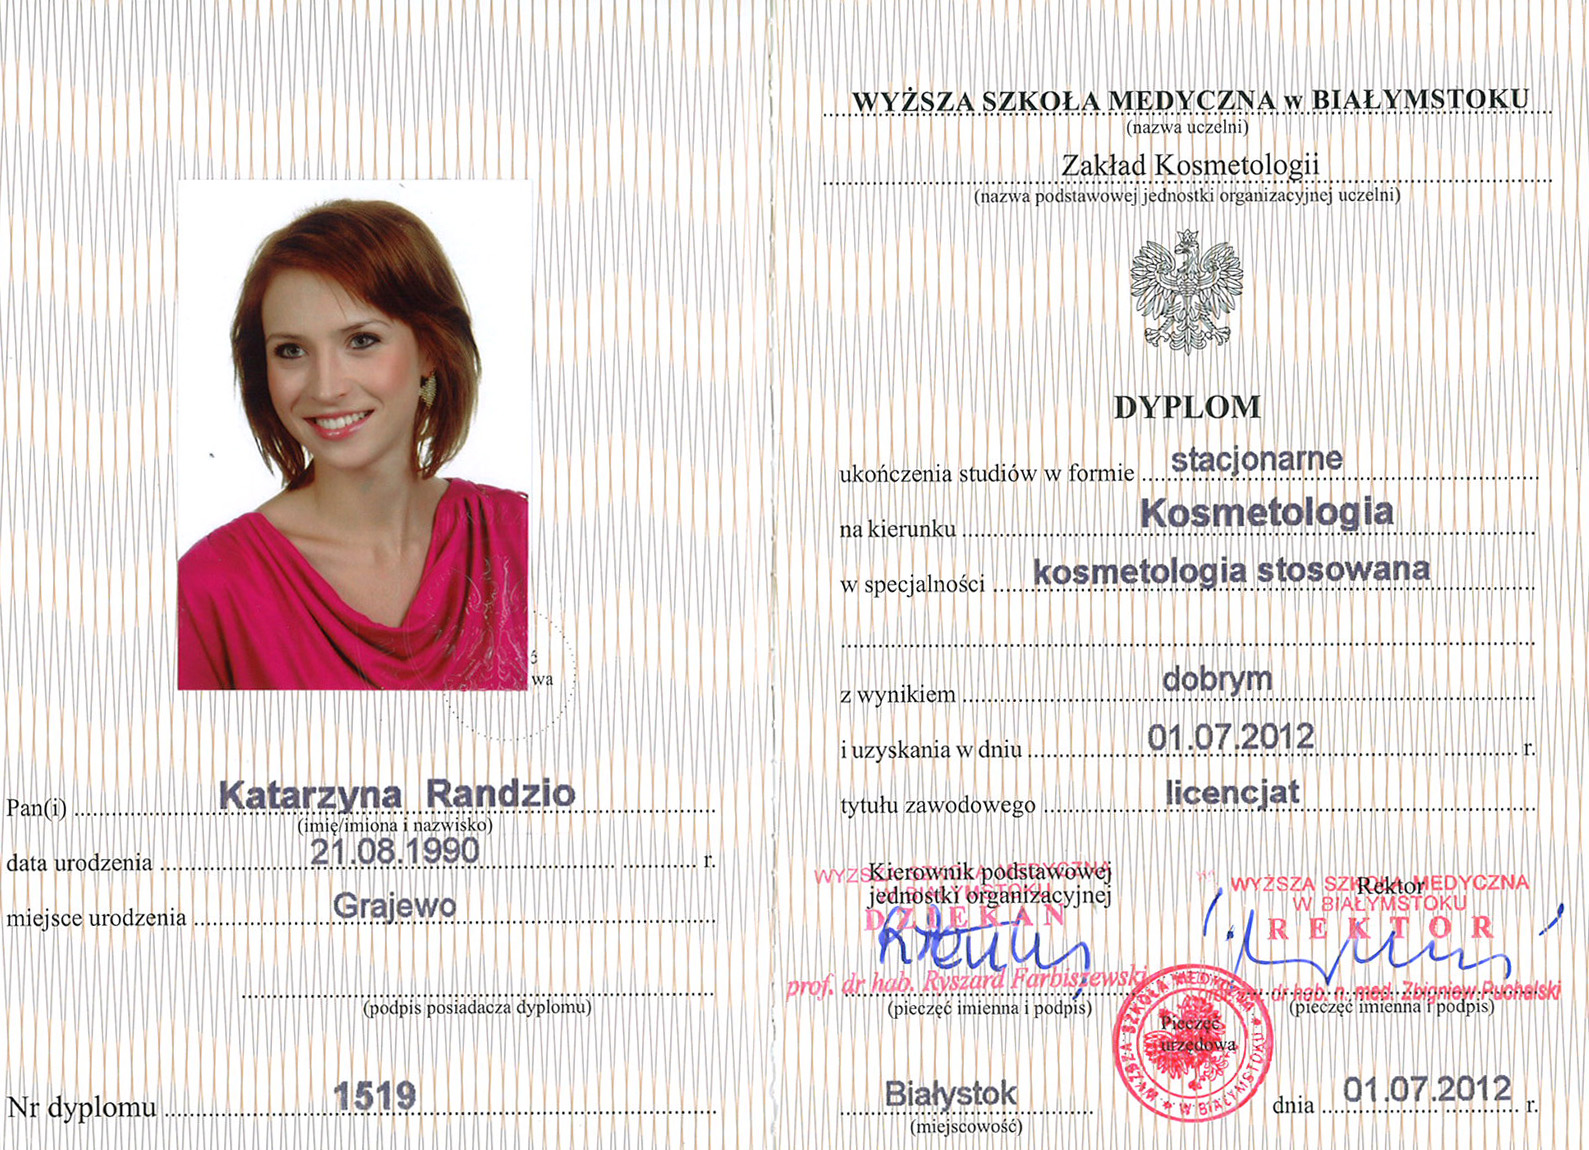 Pan(i) Katarzyna Randzio
(imię/imiona i nazwisko)
data urodzenia 21.08.1990 r.
miejsce urodzenia Grajewo
(podpis posiadacza dyplomu)
Nr dyplomu 1519
WYŻSZA SZKOŁA MEDYCZNA w BIAŁYMSTOKU
(nazwa uczelni)
Zakład Kosmetologii
(nazwa podstawowej jednostki organizacyjnej uczelni)
DYPLOM
ukończenia studiów w formie stacjonarne
na kierunku Kosmetologia
w specjalności kosmetologia stosowana
z wynikiem dobrym
i uzyskania w dniu 01.07.2012 r.
tytułu zawodowego licencjat
Kierownik podstawowej
jednostki organizacyjnej
WYŻSZA SZKOŁA MEDYCZNA
W BIAŁYMSTOKU
DZIEKAN
prof. dr hab. Ryszard Farbiszewski
(pieczęć imienna i podpis)
Rektor
WYŻSZA SZKOŁA MEDYCZNA
W BIAŁYMSTOKU
REKTOR
dr hab. n. med. Zbigniew Puchalski
(pieczęć imienna i podpis)
Pieczęć
urzędowa
WYŻSZA SZKOŁA MEDYCZNA
W BIAŁYMSTOKU
Białystok
(miejscowość)
dnia 01.07.2012 r.